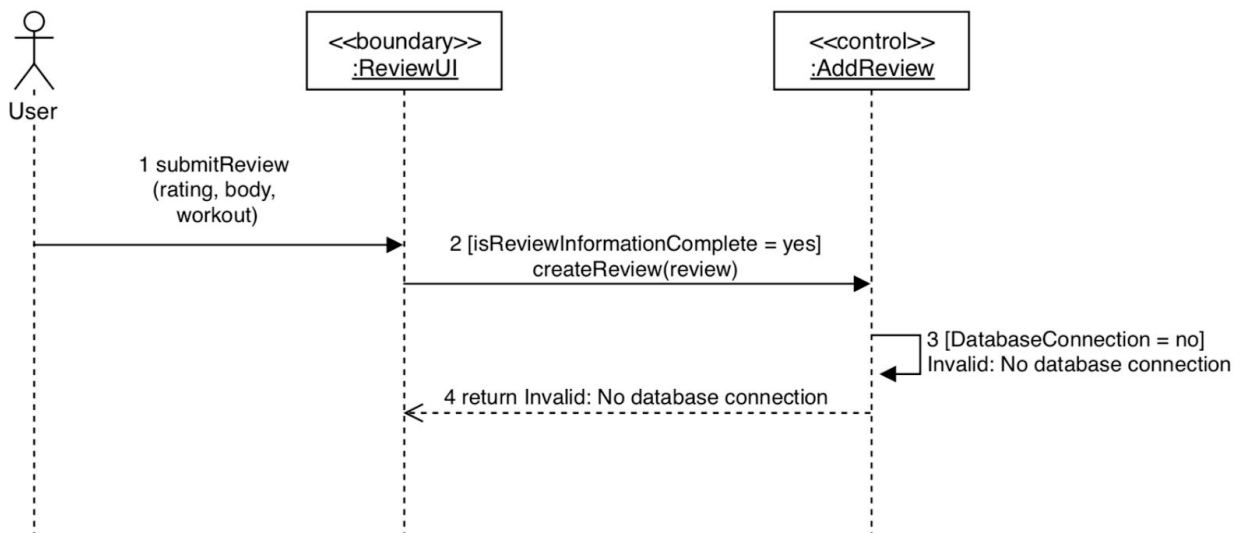 <<boundary>>
:ReviewUI
<<control>>
:AddReview
User
1 submitReview
(rating, body,
workout)
2 [isReviewInformationComplete = yes]
createReview(review)
3 [DatabaseConnection = no]
Invalid: No database connection
4 return Invalid: No database connection